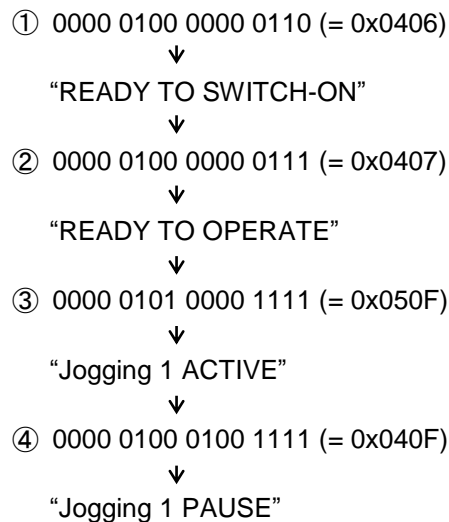 ① 0000 0100 0000 0110 (= 0x0406)
“READY TO SWITCH-ON”
② 0000 0100 0000 0111 (= 0x0407)
“READY TO OPERATE”
③ 0000 0101 0000 1111 (= 0x050F)
“Jogging 1 ACTIVE”
④ 0000 0100 0100 1111 (= 0x040F)
“Jogging 1 PAUSE”